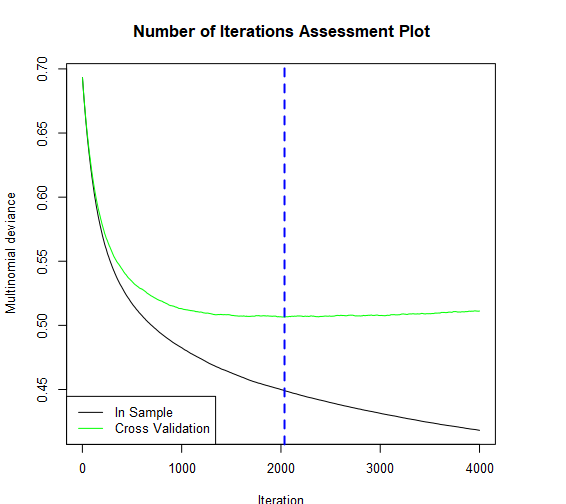 Number of Iterations Assessment Plot
Multinomial deviance
0.70
0.65
0.60
0.55
0.50
0.45
In Sample
Cross Validation
0 1000 2000 3000 4000
Iteration